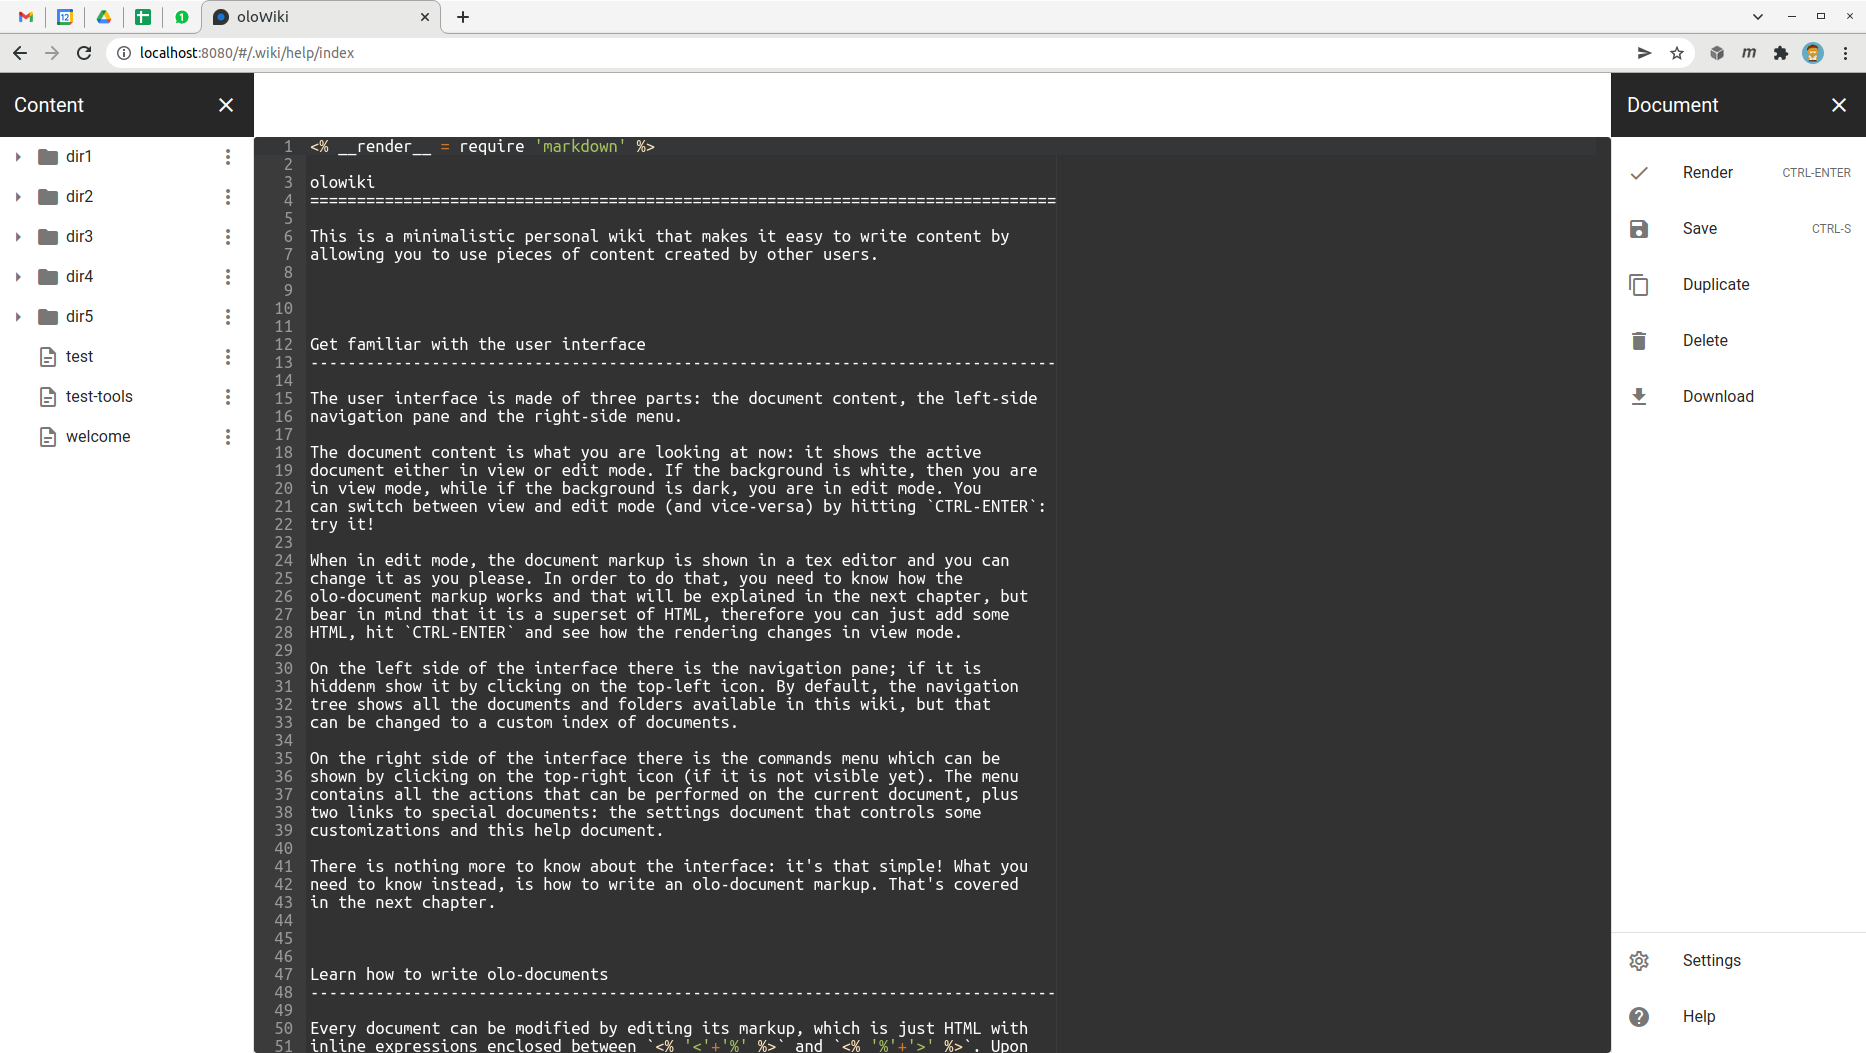 12
1
oloWiki
localhost:8080/#/.wiki/help/index
m
Content
dir1
dir2
dir3
dir4
dir5
test
test-tools
welcome
1 <% __render__ = require 'markdown' %>
2
3 olowiki
4 ================================================================================
5
6 This is a minimalistic personal wiki that makes it easy to write content by
7 allowing you to use pieces of content created by other users.
8
9
10
11
12 Get familiar with the user interface
13 --------------------------------------------------------------------------------
14
15 The user interface is made of three parts: the document content, the left-side
16 navigation pane and the right-side menu.
17
18 The document content is what you are looking at now: it shows the active
19 document either in view or edit mode. If the background is white, then you are
20 in view mode, while if the background is dark, you are in edit mode. You
21 can switch between view and edit mode (and vice-versa) by hitting `CTRL-ENTER`:
22 try it!
23
24 When in edit mode, the document markup is shown in a tex editor and you can
25 change it as you please. In order to do that, you need to know how the
26 olo-document markup works and that will be explained in the next chapter, but
27 bear in mind that it is a superset of HTML, therefore you can just add some
28 HTML, hit `CTRL-ENTER` and see how the rendering changes in view mode.
29
30 On the left side of the interface there is the navigation pane; if it is
31 hiddenm show it by clicking on the top-left icon. By default, the navigation
32 tree shows all the documents and folders available in this wiki, but that
33 can be changed to a custom index of documents.
34
35 On the right side of the interface there is the commands menu which can be
36 shown by clicking on the top-right icon (if it is not visible yet). The menu
37 contains all the actions that can be performed on the current document, plus
38 two links to special documents: the settings document that controls some
39 customizations and this help document.
40
41 There is nothing more to know about the interface: it's that simple! What you
42 need to know instead, is how to write an olo-document markup. That's covered
43 in the next chapter.
44
45
46
47 Learn how to write olo-documents
48 --------------------------------------------------------------------------------
49
50 Every document can be modified by editing its markup, which is just HTML with
51 inline expressions enclosed between `<% '<'+'%' %>` and `<% '%'+'>' %>`. Upon
Document
Render CTRL-ENTER
Save CTRL-S
Duplicate
Delete
Download
Settings
Help